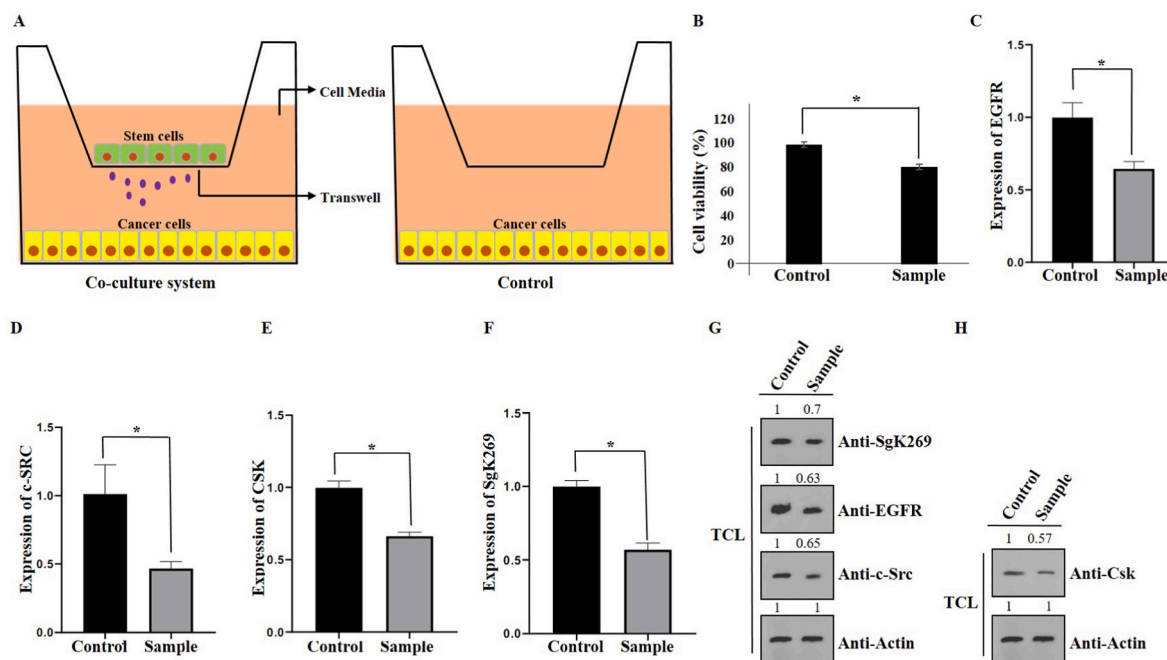 A
Cell Media
Stem cells
Transwell
Cancer cells
Cancer cells
Co-culture system
Control
B
Cell viability (%)
120
100
80
60
40
20
0
*
Control
Sample
C
Expression of EGFR
1.5
1.0
0.5
0.0
*
Control
Sample
D
Expression of c-SRC
1.5
1.0
0.5
0.0
*
Control
Sample
E
Expression of CSK
1.5
1.0
0.5
0.0
*
Control
Sample
F
Expression of SgK269
1.5
1.0
0.5
0.0
*
Control
Sample
G
Control
Sample
1 0.7
Anti-SgK269
1 0.63
Anti-EGFR
TCL
1 0.65
Anti-c-Src
1 1
Anti-Actin
H
Control
Sample
1 0.57
Anti-Csk
TCL
1 1
Anti-Actin